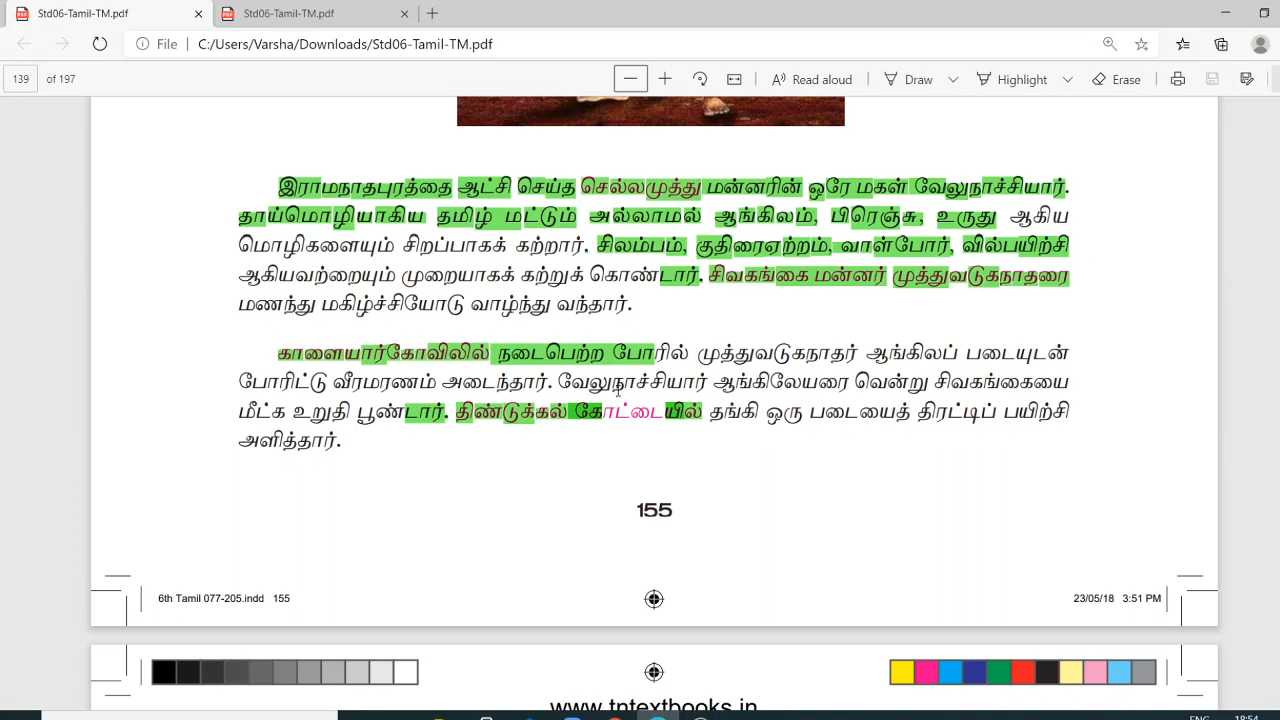 Std06-Tamil-TM.pdf
Std06-Tamil-TM.pdf
File C:/Users/Varsha/Downloads/Std06-Tamil-TM.pdf
139 of 197 Read aloud Draw Highlight Erase
இராமநாதபுரத்தை ஆட்சி செய்த செல்லமுத்து மன்னரின் ஒரே மகள் வேலுநாச்சியார்.
தாய்மொழியாகிய தமிழ் மட்டும் அல்லாமல் ஆங்கிலம், பிரெஞ்சு, உருது ஆகிய
மொழிகளையும் சிறப்பாகக் கற்றார். சிலம்பம், குதிரைஏற்றம், வாள்போர், வில்பயிற்சி
ஆகியவற்றையும் முறையாகக் கற்றுக் கொண்டார். சிவகங்கை மன்னர் முத்துவடுகநாதரை
மணந்து மகிழ்ச்சியோடு வாழ்ந்து வந்தார்.
காளையார்கோவிலில் நடைபெற்ற போரில் முத்துவடுகநாதர் ஆங்கிலப் படையுடன்
போரிட்டு வீரமரணம் அடைந்தார். வேலுநாச்சியார் ஆங்கிலேயரை வென்று சிவகங்கையை
மீட்க உறுதி பூண்டார். திண்டுக்கல் கோட்டையில் தங்கி ஒரு படையைத் திரட்டிப் பயிற்சி
அளித்தார்.
155
6th Tamil 077-205.indd 155 23/05/18 3:51 PM
www.tntextbooks.in
ENG 18:54